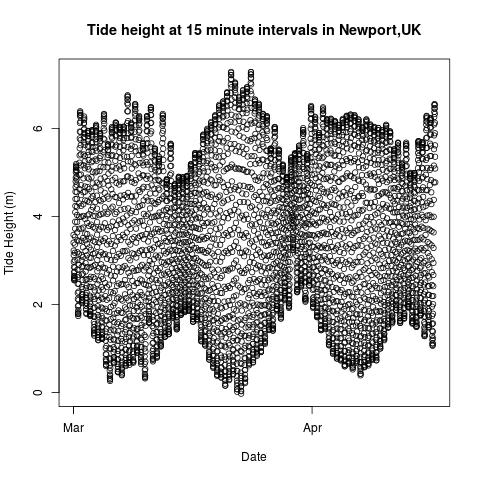 Tide height at 15 minute intervals in Newport,UK
Tide Height (m)
6
4
2
0
Mar
Apr
Date